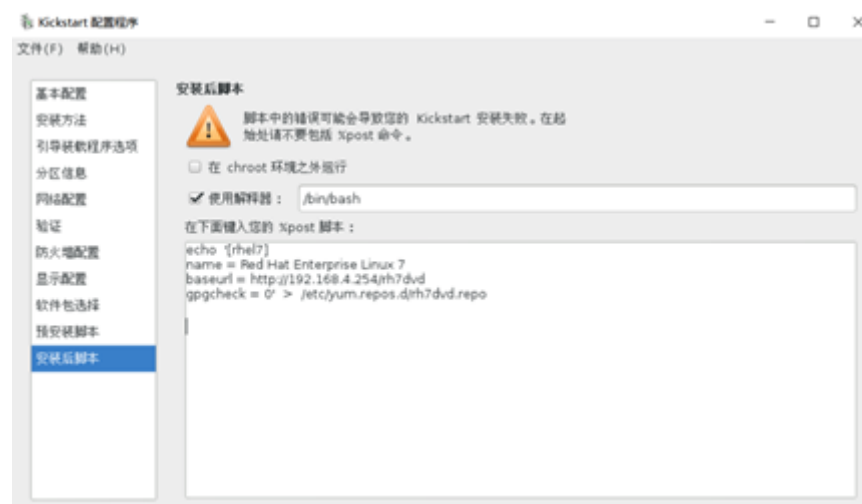 Kickstart 配置程序
文件(F) 帮助(H)
基本配置
安装方法
引导装载程序选项
分区信息
网络配置
验证
防火墙配置
显示配置
软件包选择
预安装脚本
安装后脚本
安装后脚本
脚本中的错误可能会导致您的 Kickstart 安装失败。在起
始处请不要包括 %post 命令。
在 chroot 环境之外运行
使用解释器：
/bin/bash
在下面键入您的 %post 脚本：
echo '[rhel7]
name = Red Hat Enterprise Linux 7
baseurl = http://192.168.4.254/rh7dvd
gpgcheck = 0' > /etc/yum.repos.d/rh7dvd.repo